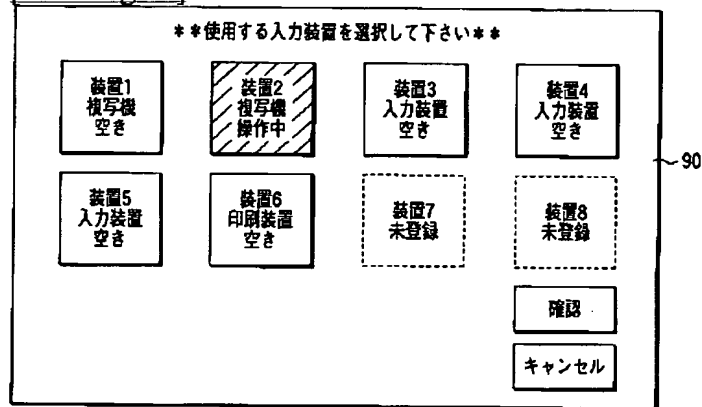 **使用する入力装置を選択して下さい**
装置1
複写機
空き
装置2
複写機
操作中
装置3
入力装置
空き
装置4
入力装置
空き
90
装置5
入力装置
空き
装置6
印刷装置
空き
装置7
未登録
装置8
未登録
確認
キャンセル